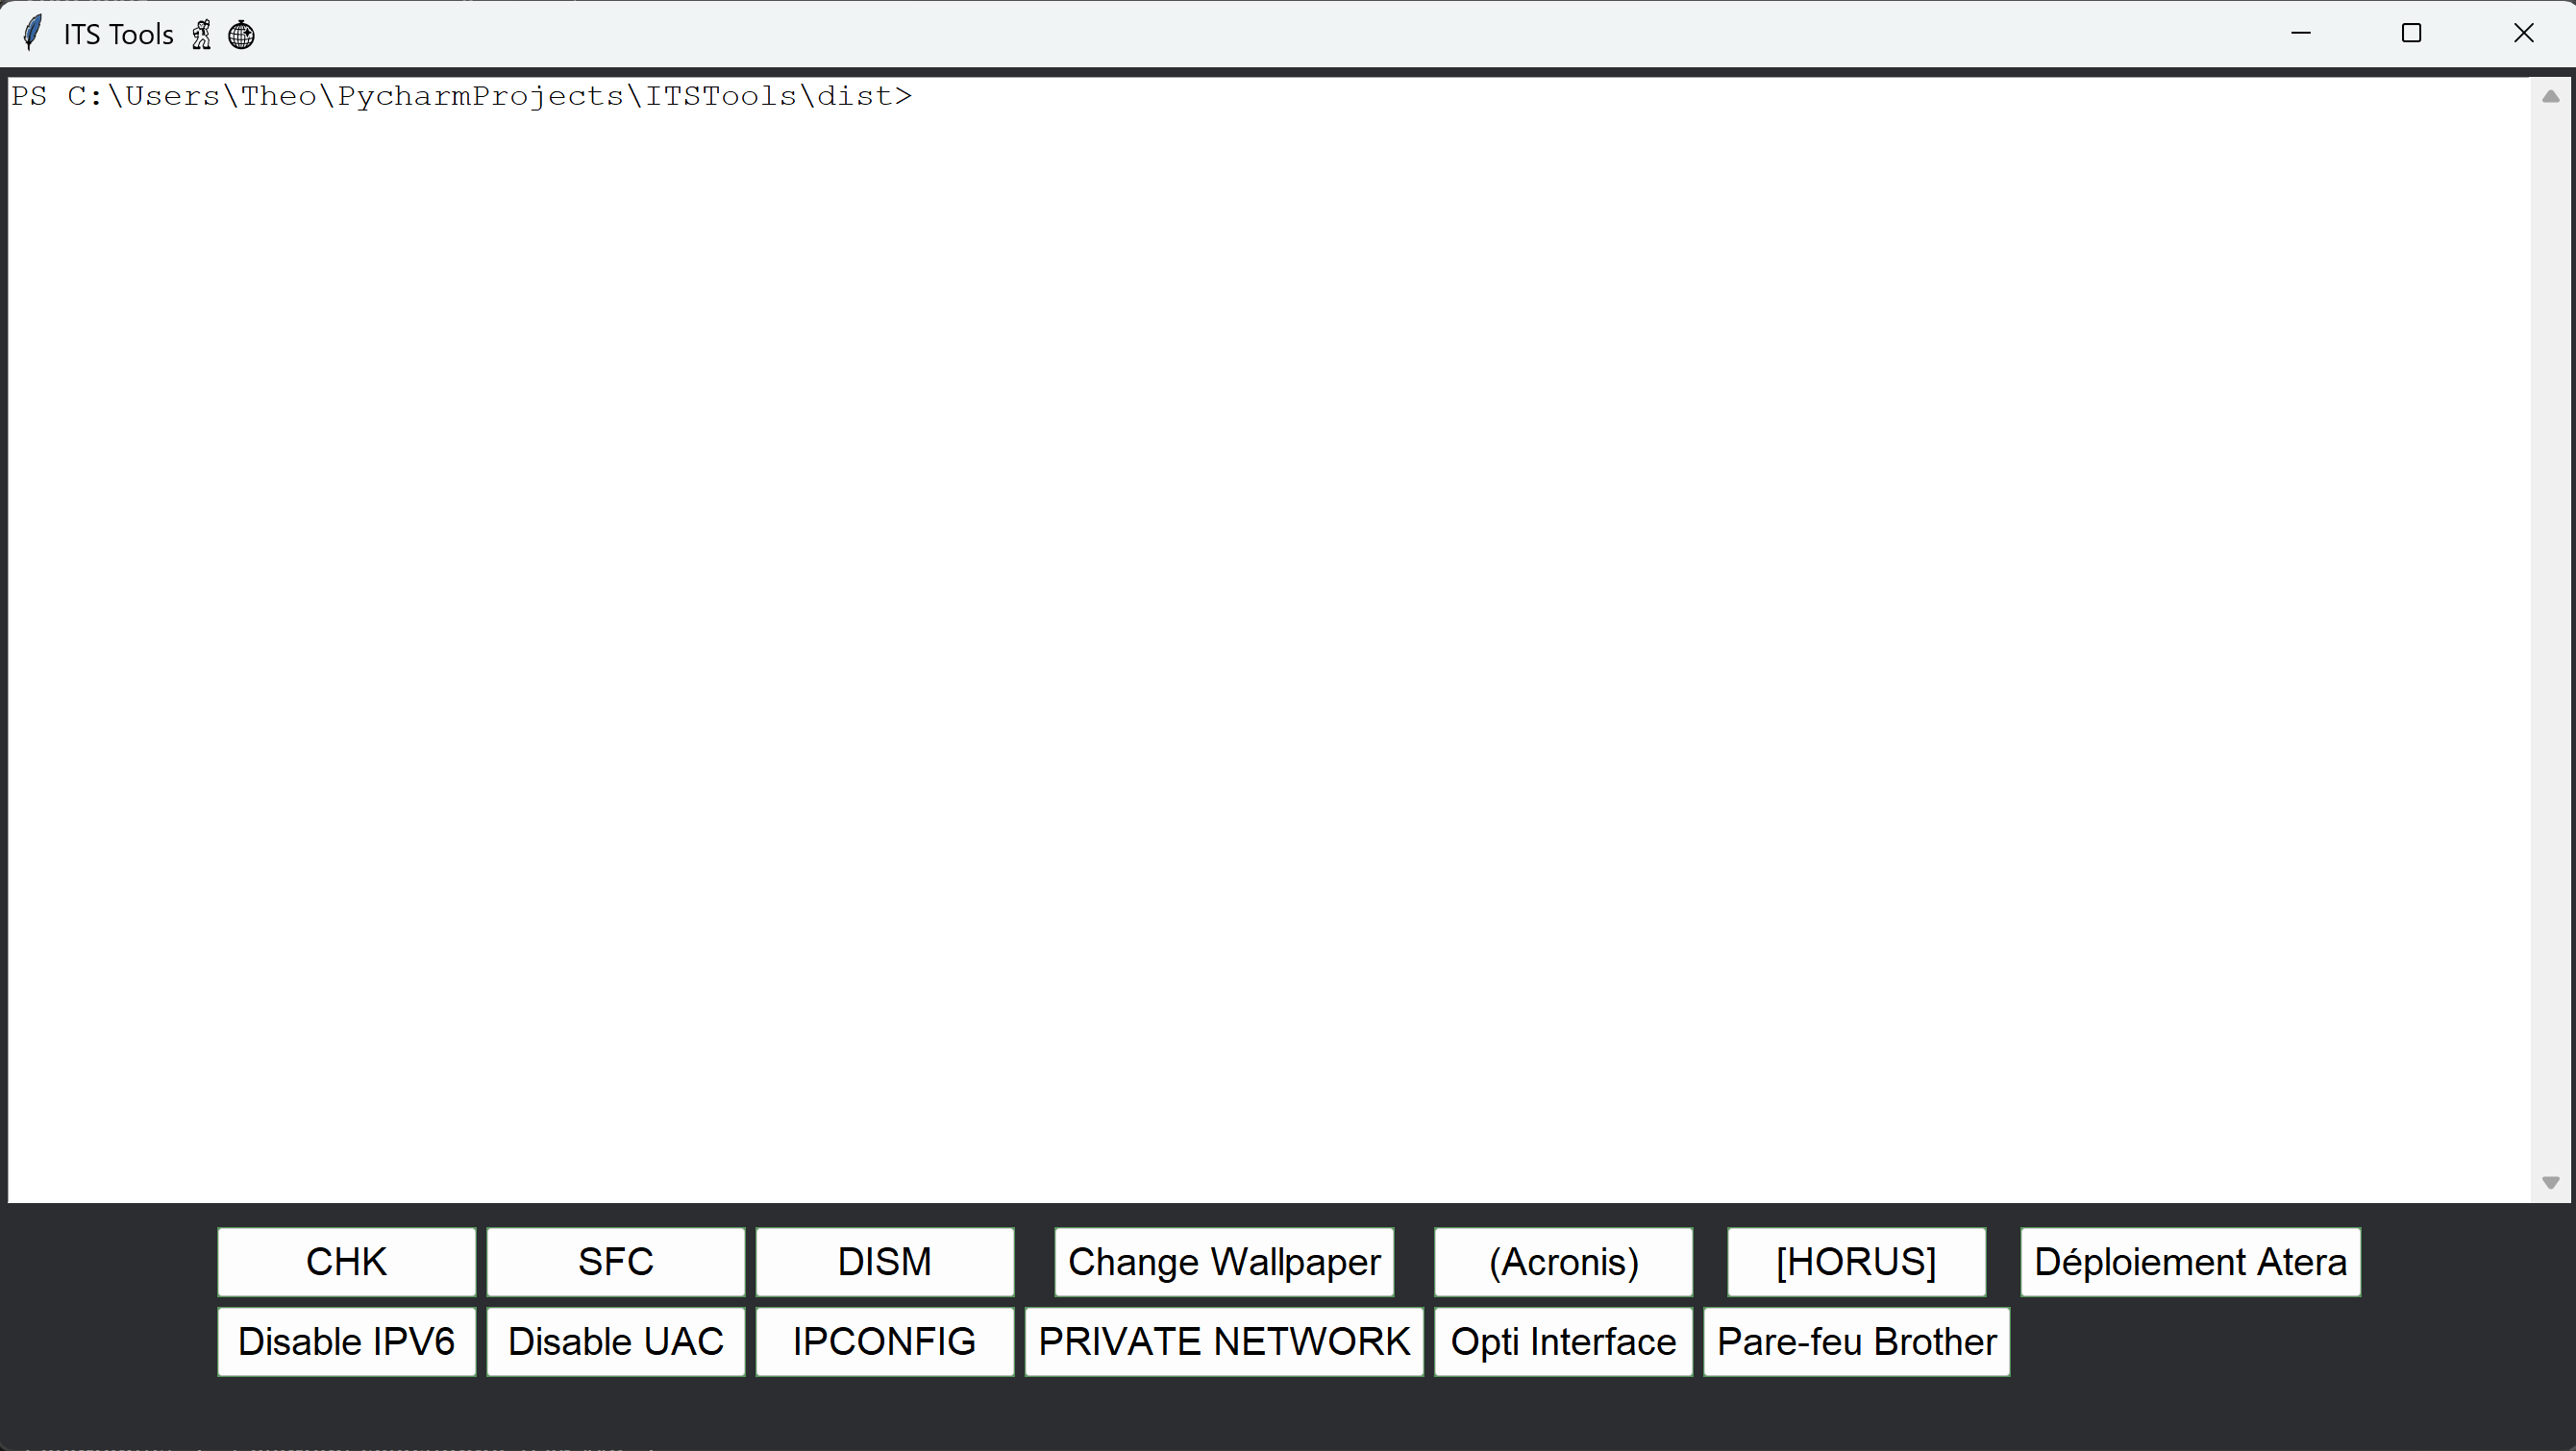 ITS Tools
PS C:\Users\Theo\PycharmProjects\ITSTools\dist>
CHK SFC DISM Change Wallpaper (Acronis) [HORUS] Déploiement Atera
Disable IPV6 Disable UAC IPCONFIG PRIVATE NETWORK Opti Interface Pare-feu Brother